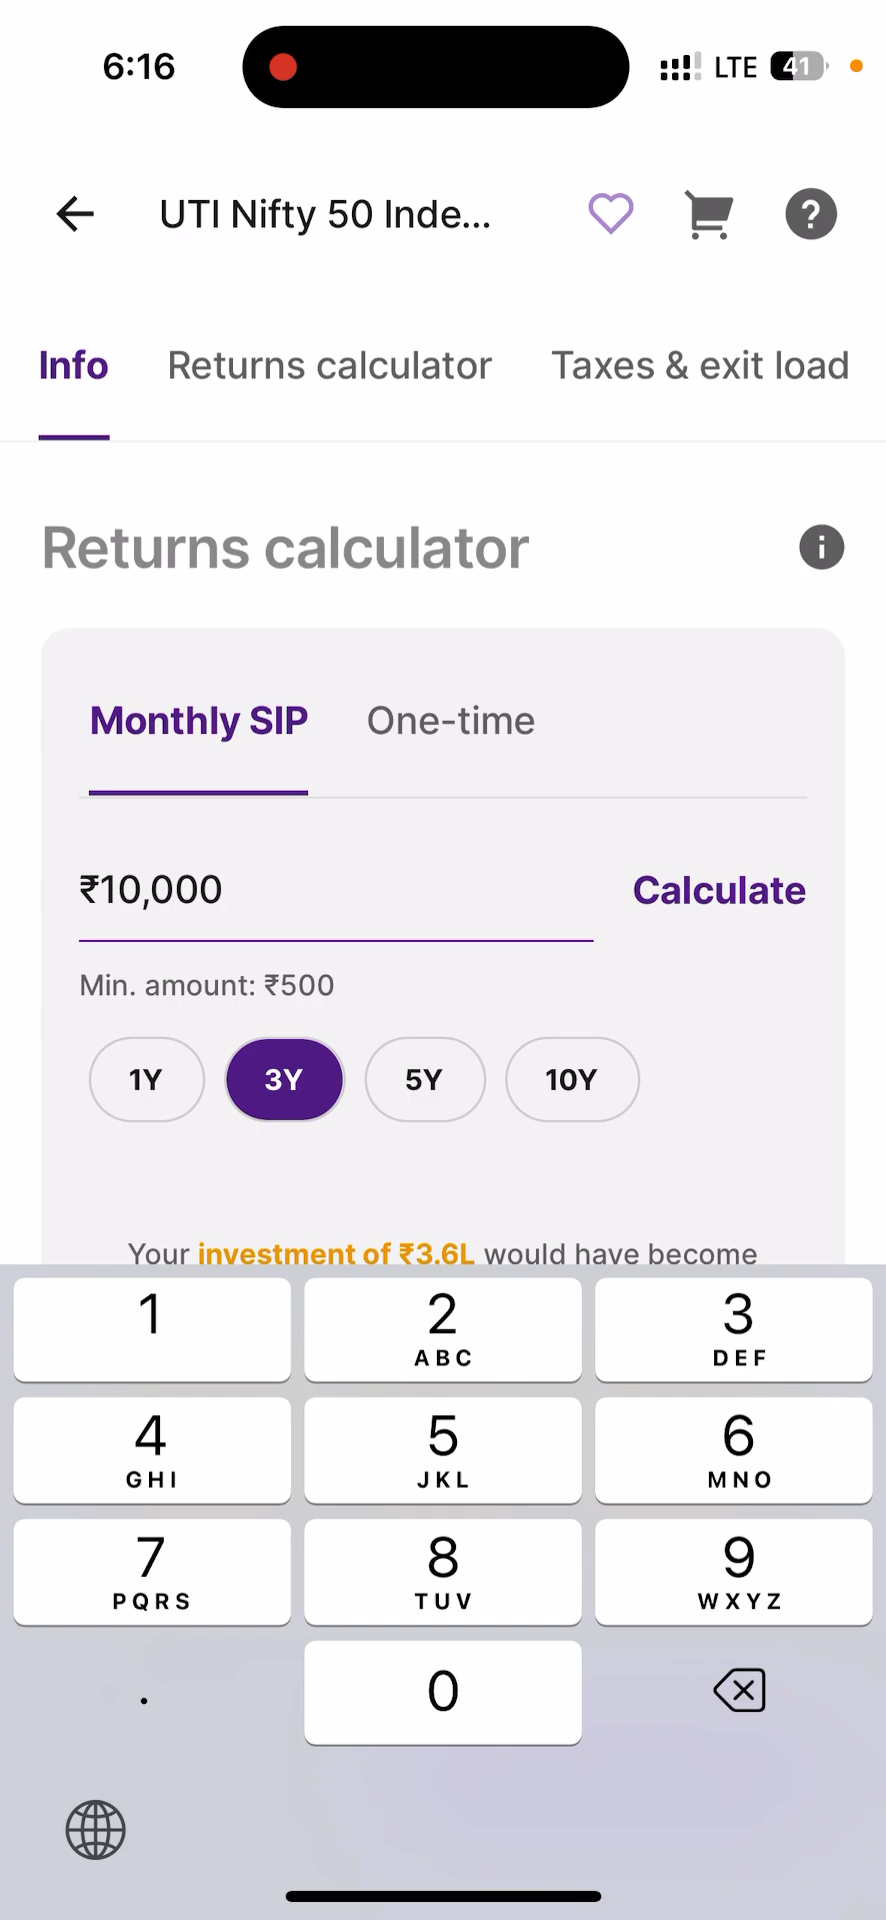 6:16 LTE 41
UTI Nifty 50 Inde... ?
Info Returns calculator Taxes & exit load
Returns calculator i
Monthly SIP One-time
₹10,000 Calculate
Min. amount: ₹500
1Y 3Y 5Y 10Y
Your investment of ₹3.6L would have become
1 2 3
ABC DEF
4 5 6
GHI JKL MNO
7 8 9
PQRS TUV WXYZ
. 0